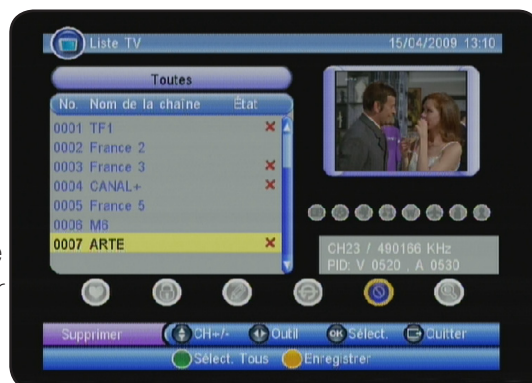 Liste TV 15/04/2009 13:10
Toutes
No. Nom de la chaîne État
0001 TF1
0002 France 2
0003 France 3
0004 CANAL+
0005 France 5
0006 M6
0007 ARTE
CH23 / 490166 KHz
PID: V 0520 , A 0530
Supprimer CH+/- Outil OK Sélect. Quitter
Sélect. Tous Enregistrer